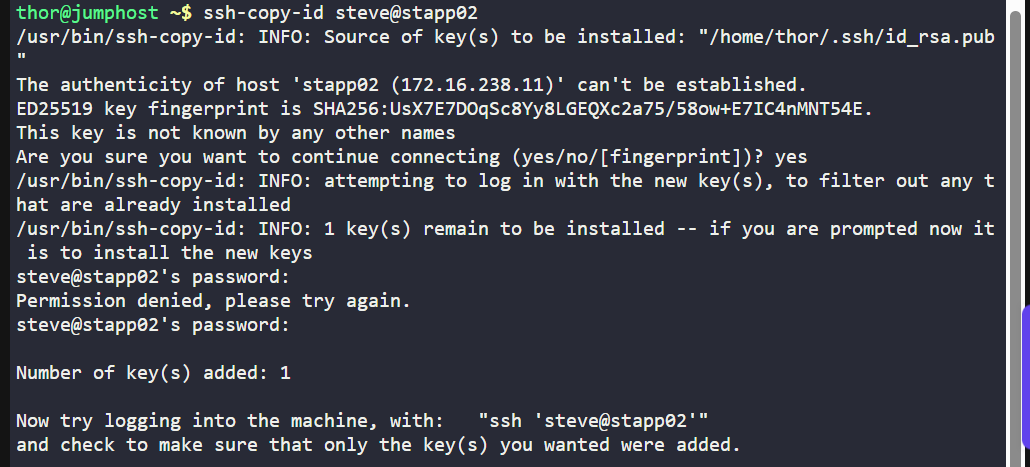 thor@jumphost ~$ ssh-copy-id steve@stapp02
/usr/bin/ssh-copy-id: INFO: Source of key(s) to be installed: "/home/thor/.ssh/id_rsa.pub
"
The authenticity of host 'stapp02 (172.16.238.11)' can't be established.
ED25519 key fingerprint is SHA256:UsX7E7DOqSc8Yy8LGEQXc2a75/58ow+E7IC4nMNT54E.
This key is not known by any other names
Are you sure you want to continue connecting (yes/no/[fingerprint])? yes
/usr/bin/ssh-copy-id: INFO: attempting to log in with the new key(s), to filter out any t
hat are already installed
/usr/bin/ssh-copy-id: INFO: 1 key(s) remain to be installed -- if you are prompted now it
 is to install the new keys
steve@stapp02's password:
Permission denied, please try again.
steve@stapp02's password:
Number of key(s) added: 1
Now try logging into the machine, with:   "ssh 'steve@stapp02'"
and check to make sure that only the key(s) you wanted were added.